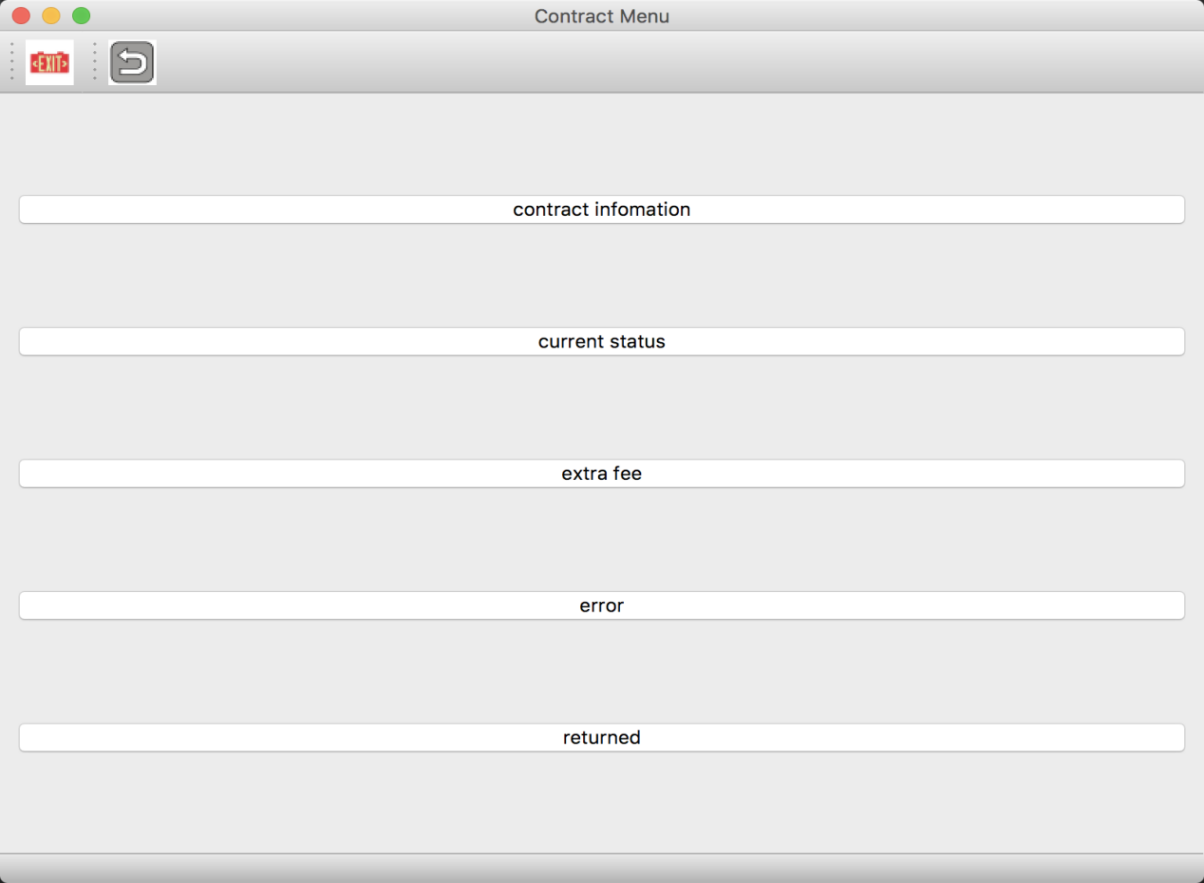 Contract Menu
<EXIT>
contract infomation
current status
extra fee
error
returned